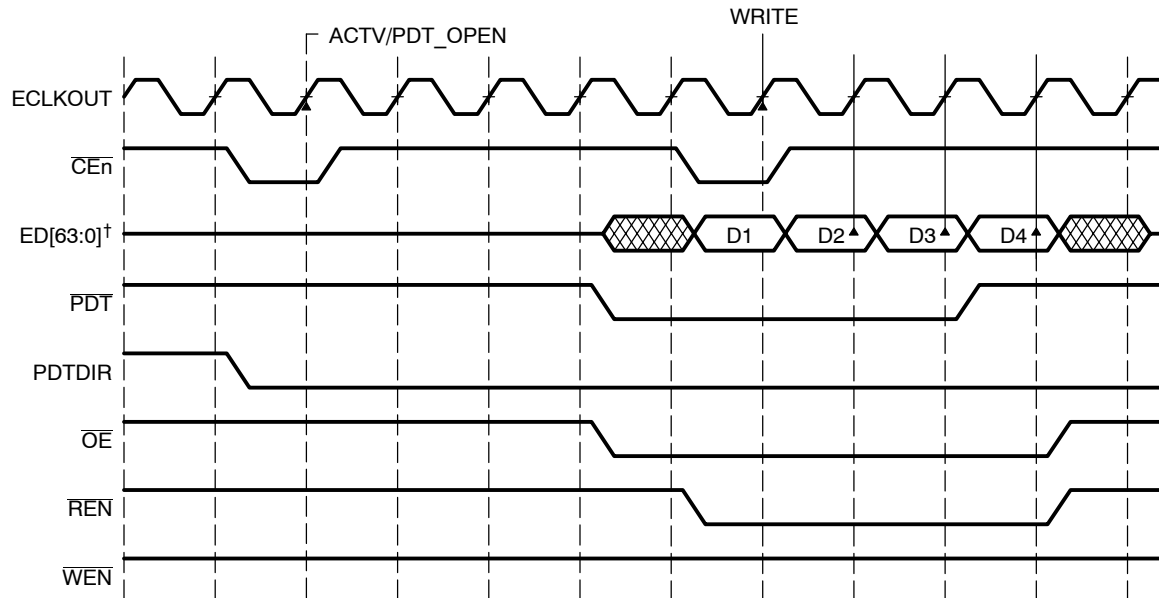 WRITE
ACTV/PDT_OPEN
ECLKOUT
CEn
ED[63:0]†
D1 D2 D3 D4
PDT
PDTDIR
OE
REN
WEN